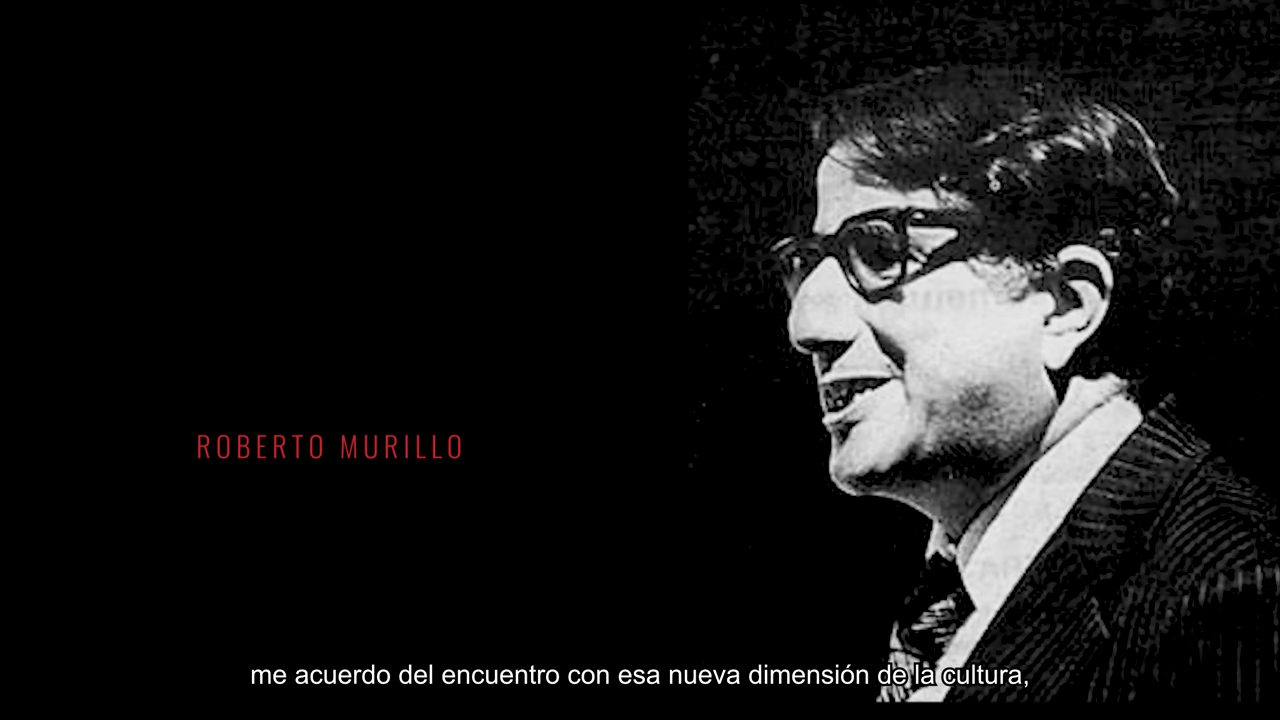 ROBERTO MURILLO
me acuerdo del encuentro con esa nueva dimensión de la cultura,